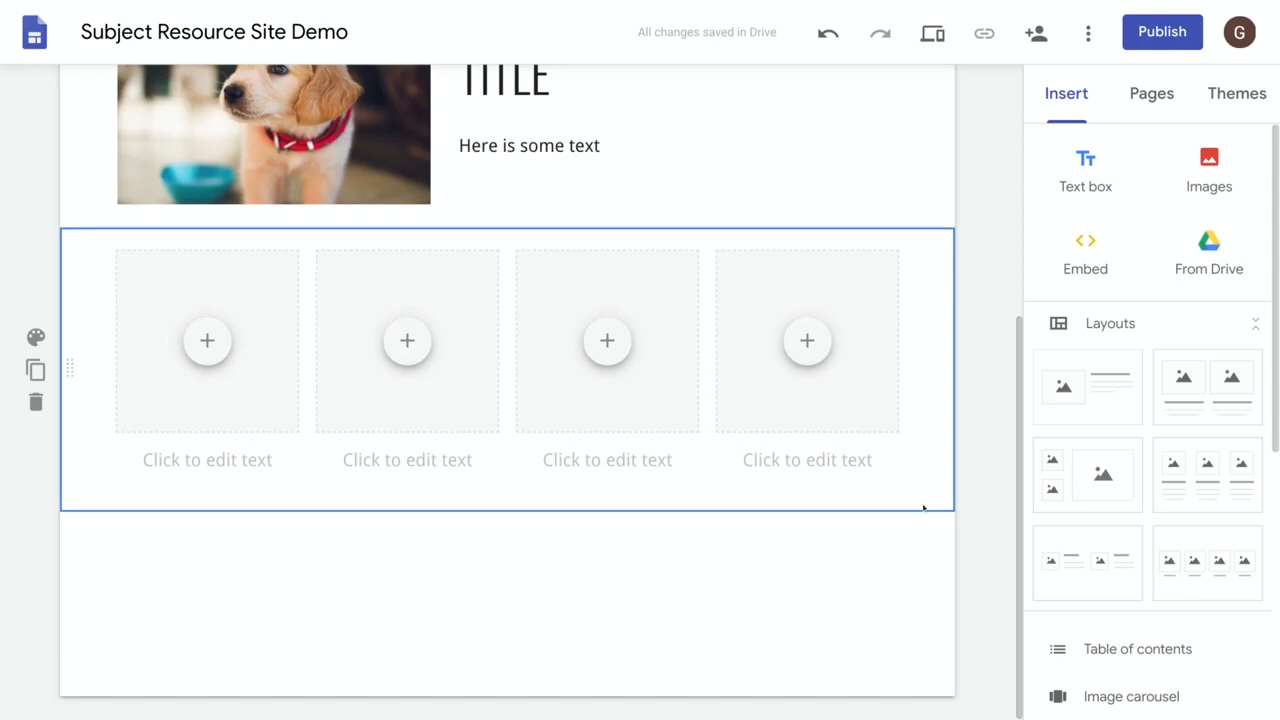 Subject Resource Site Demo
All changes saved in Drive
Publish
G
Insert
Pages
Themes
TITLE
Here is some text
Tт
Text box
Images
Embed
From Drive
Layouts
Click to edit text
Click to edit text
Click to edit text
Click to edit text
Table of contents
Image carousel